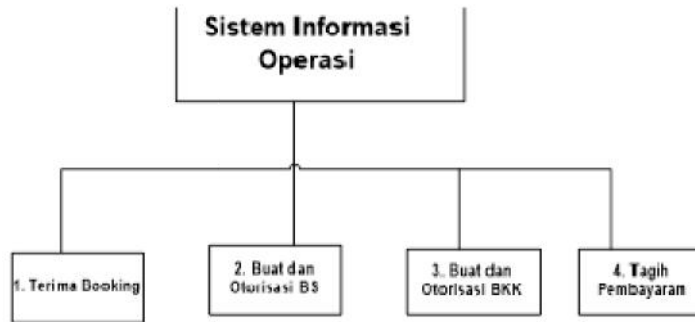 Sistem Informasi
Operasi
1. Terima Booking
2. Buat dan
Otorisasi BS
3. Buat dan
Otorisasi BKK
4. Tagih
Pembayaran